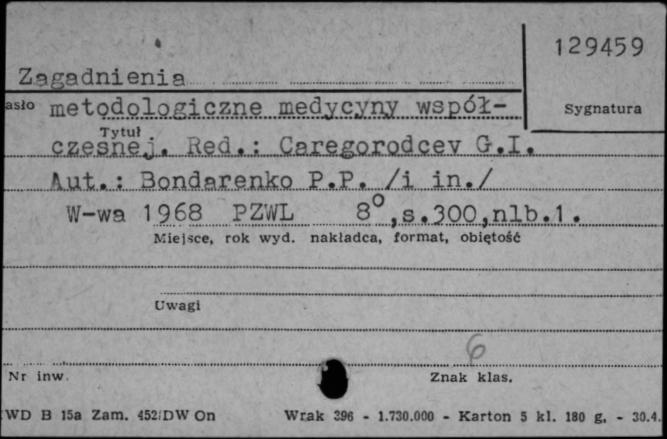 129459
Zagadnienia
asło metodologiczne medycyny współ-
Sygnatura
Tytuł
czesnej. Red.: Caregorodcev G.I.
Aut.: Bondarenko P.P. /i in./
W-wa 1968 PZWL 8°,s.300,nlb.1.
Miejsce, rok wyd. nakładca, format, objętość
Uwagi
6
Nr inw.
Znak klas.
WD B 15a Zam. 452/DW On Wrak 396 - 1.730.000 - Karton 5 kl. 180 g. - 30.4.